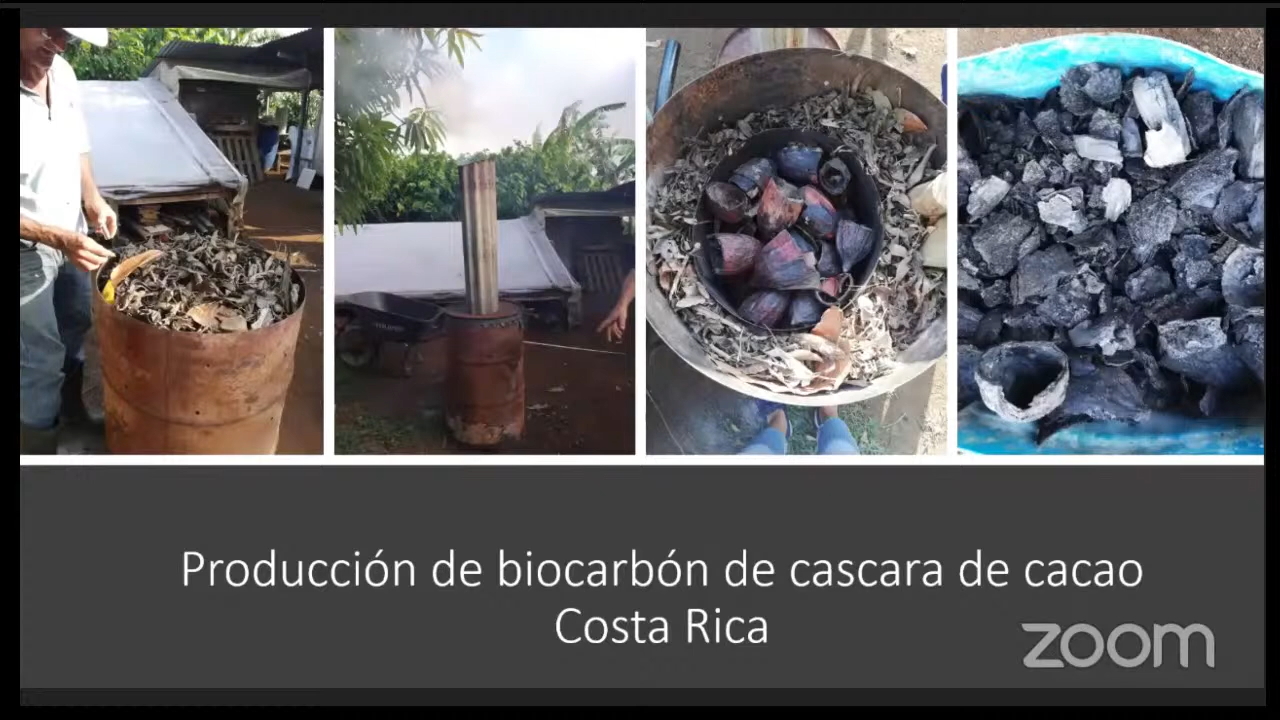 Producción de biocarbón de cascara de cacao
Costa Rica
zoom